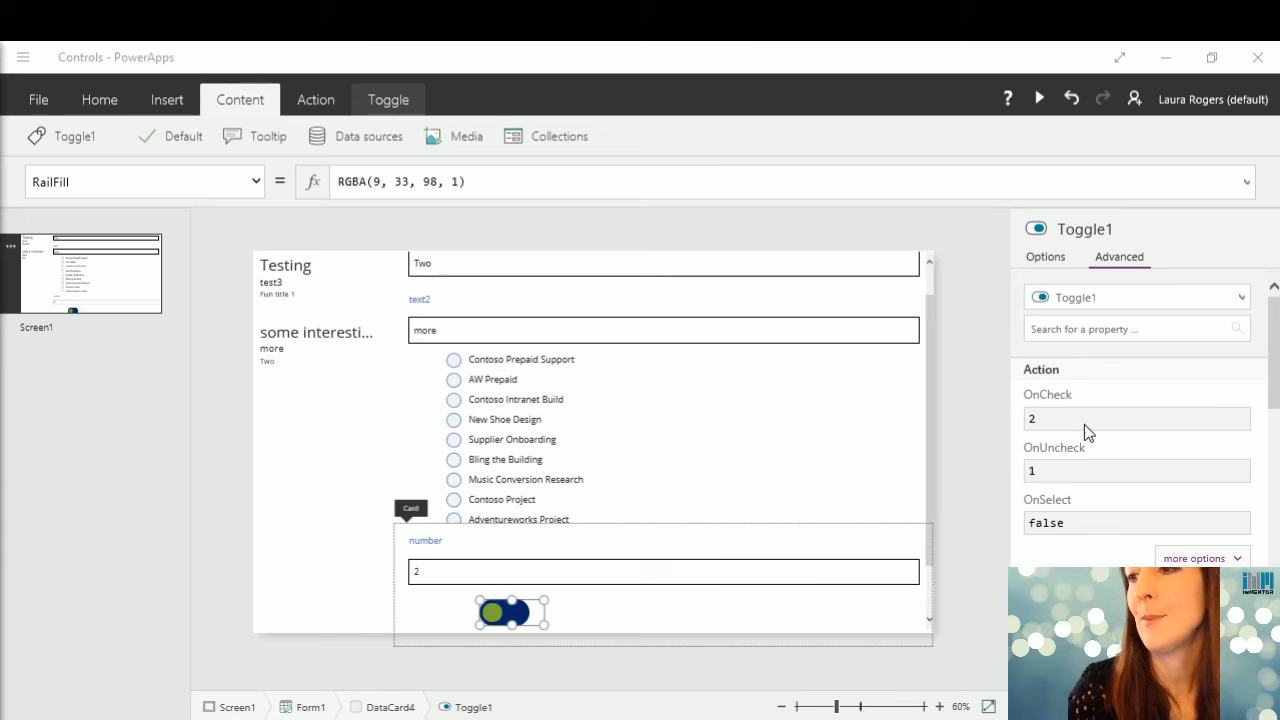 Controls - PowerApps
File Home Insert Content Action Toggle
? Laura Rogers (default)
Toggle1 Default Tooltip Data sources Media Collections
RailFill = fx RGBA(9, 33, 98, 1)
Screen1
Testing
test3
Fun title 1
some interesti...
more
Two
Two
text2
more
Contoso Prepaid Support
AW Prepaid
Contoso Intranet Build
New Shoe Design
Supplier Onboarding
Bling the Building
Music Conversion Research
Contoso Project
Adventureworks Project
Card
number
2
Toggle1
Options Advanced
Toggle1
Search for a property ...
Action
OnCheck
2
OnUncheck
1
OnSelect
false
more options
Screen1 Form1 DataCard4 Toggle1
60%
iwMENTOR